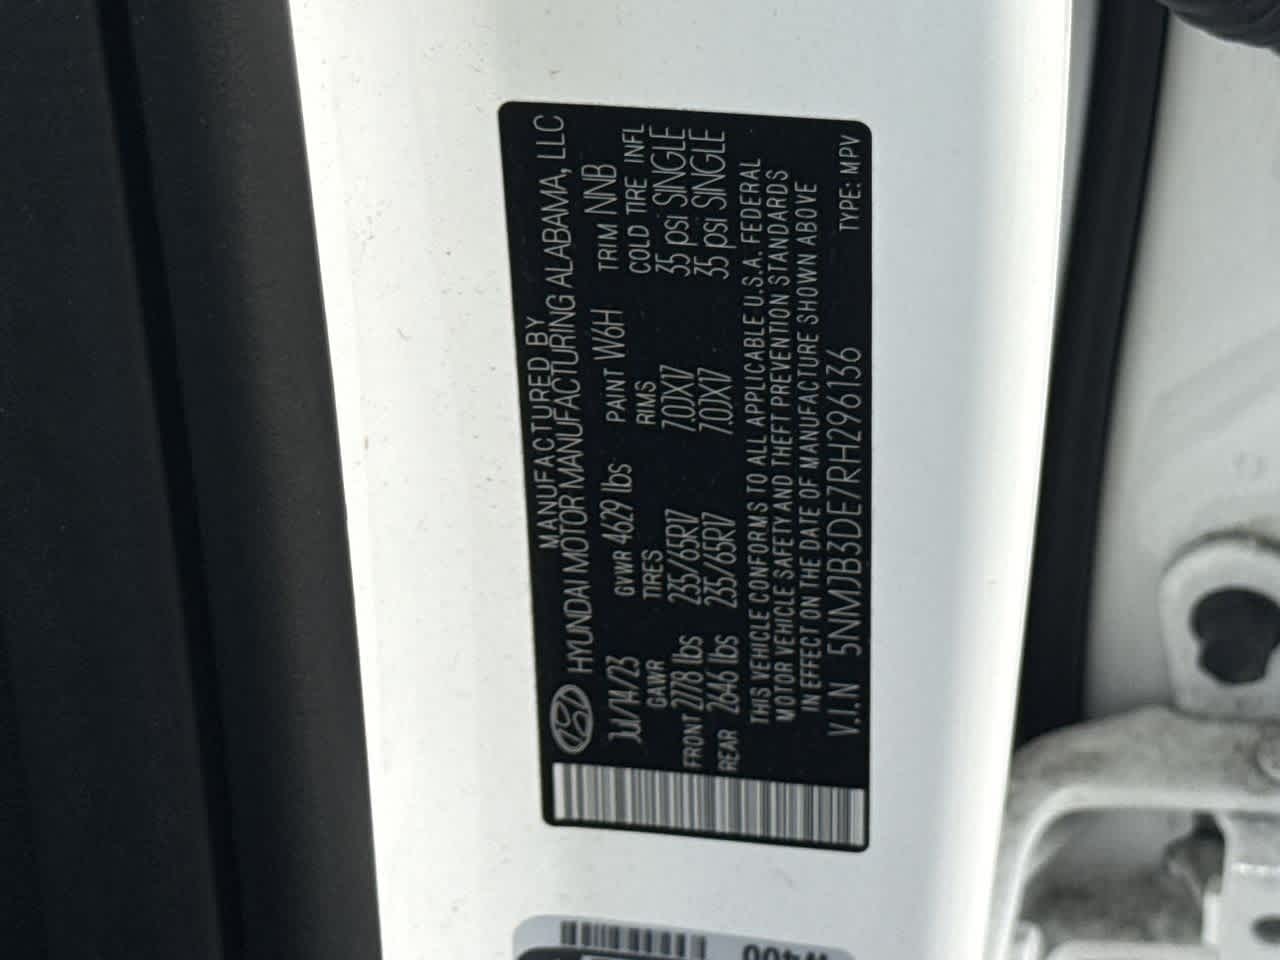 MANUFACTURED BY
HYUNDAI MOTOR MANUFACTURING ALABAMA, LLC
Jul/14/23 GVWR 4629 lbs PAINT W6H TRIM NNB
GAWR TIRES RIMS COLD TIRE INFL
FRONT 2778 lbs 235/65R17 7.0JX17 35 psi SINGLE
REAR 2646 lbs 235/65R17 7.0JX17 35 psi SINGLE
THIS VEHICLE CONFORMS TO ALL APPLICABLE U.S.A. FEDERAL
MOTOR VEHICLE SAFETY AND THEFT PREVENTION STANDARDS
IN EFFECT ON THE DATE OF MANUFACTURE SHOWN ABOVE
V.I.N 5NMJB3DE7RH296136 TYPE: MPV